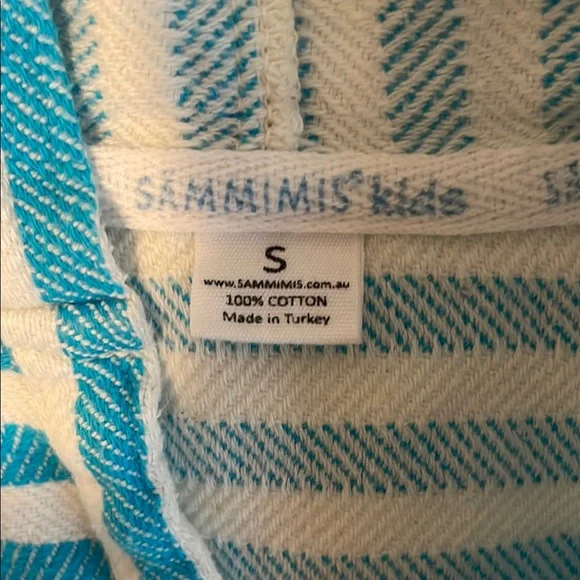 SAMMIMIS® kids
S
www.SAMMIMIS.com.au
100% COTTON
Made in Turkey